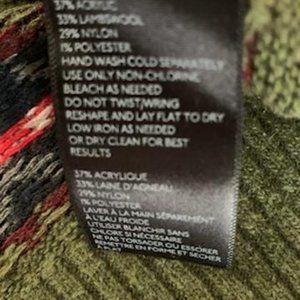 37% ACRYLIC
33% LAMBSWOOL
29% NYLON
1% POLYESTER
HAND WASH COLD SEPARATELY
USE ONLY NON-CHLORINE
BLEACH AS NEEDED
DO NOT TWIST/WRING
RESHAPE AND LAY FLAT TO DRY
LOW IRON AS NEEDED
OR DRY CLEAN FOR BEST
RESULTS
37% ACRYLIQUE
33% LAINE D'AGNEAU
29% NYLON
1% POLYESTER
LAVER À LA MAIN SÉPARÉMENT
À L'EAU FROIDE
UTILISER BLANCHIR SANS
CHLORE SI NÉCESSAIRE
NE PAS TORSADER OU ESSORER
REMETTRE EN FORME ET SÉCHER
À PLAT